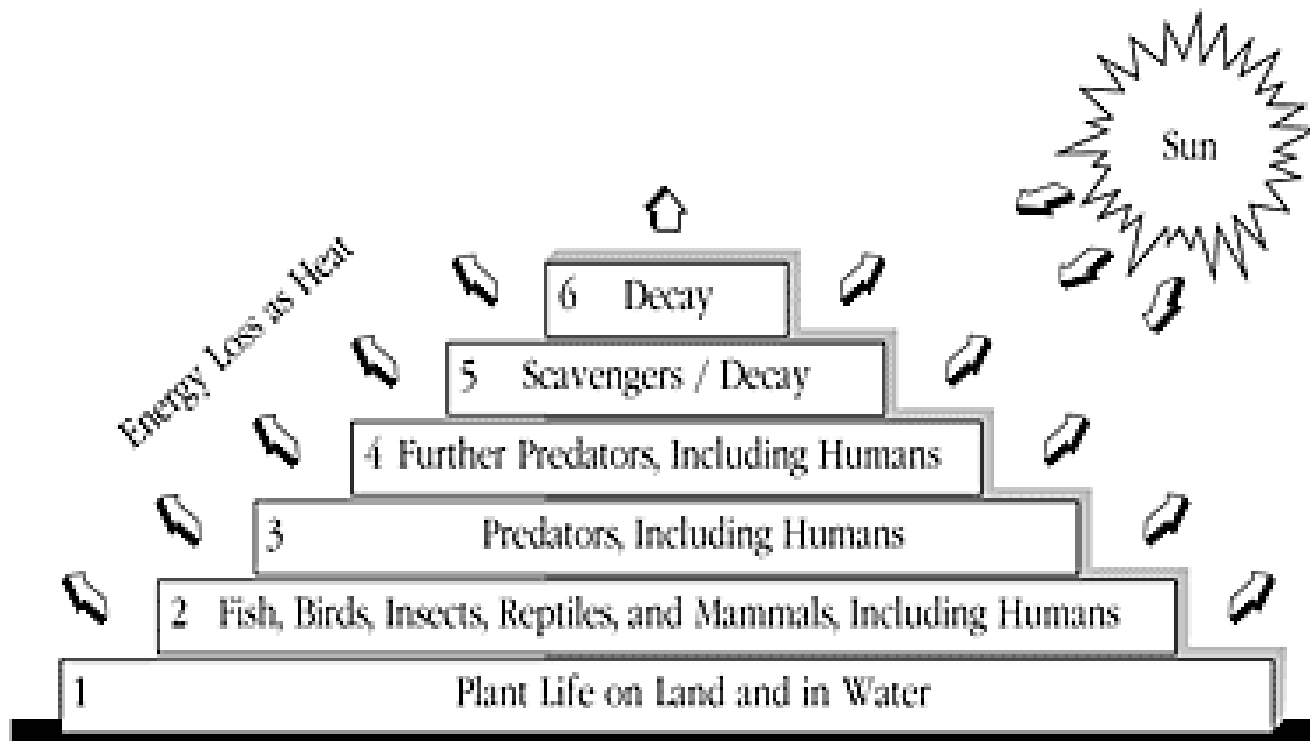 Sun
Energy Loss as Heat
6 Decay
5 Scavengers / Decay
4 Further Predators, Including Humans
3 Predators, Including Humans
2 Fish, Birds, Insects, Reptiles, and Mammals, Including Humans
1 Plant Life on Land and in Water